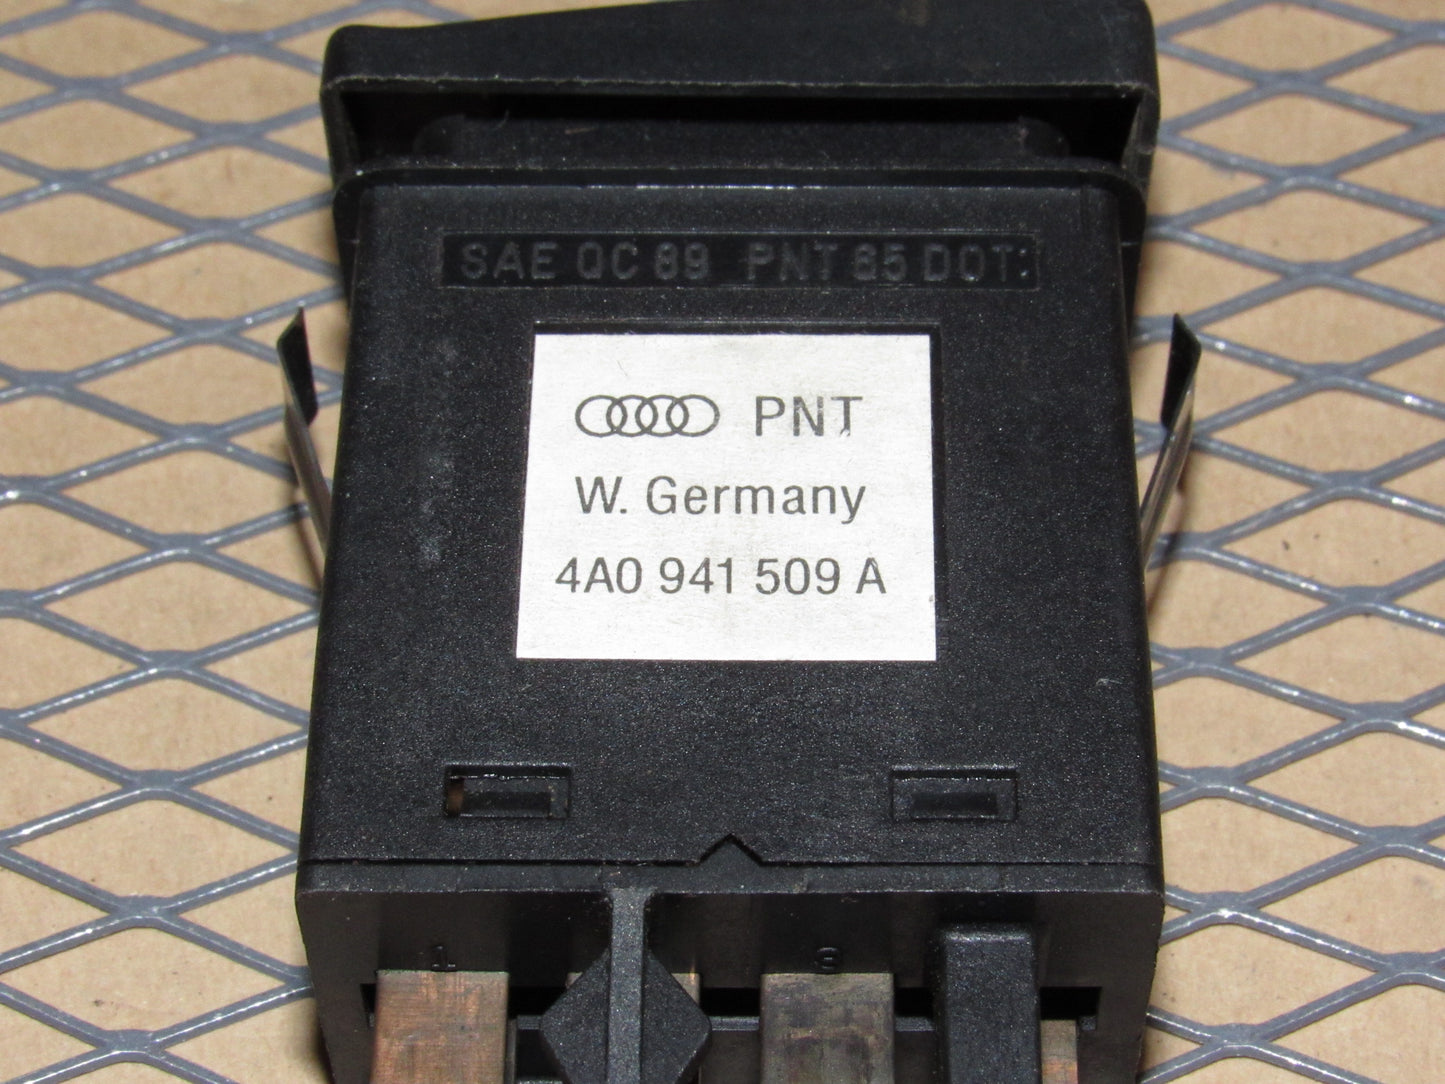 SAE QC 89 PNT 85 DOT:
PNT
W. Germany
4A0 941 509 A
1 3